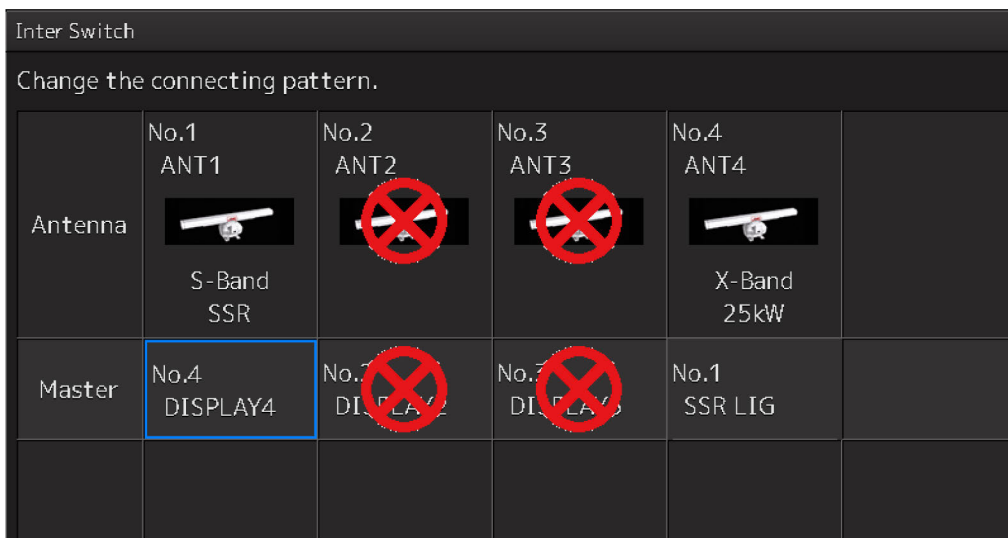 Inter Switch
Change the connecting pattern.
No.1 No.2 No.3 No.4
ANT1 ANT2 ANT3 ANT4
Antenna
S-Band X-Band
SSR 25kW
No.4 No.1
Master
DISPLAY4 SSR LIG